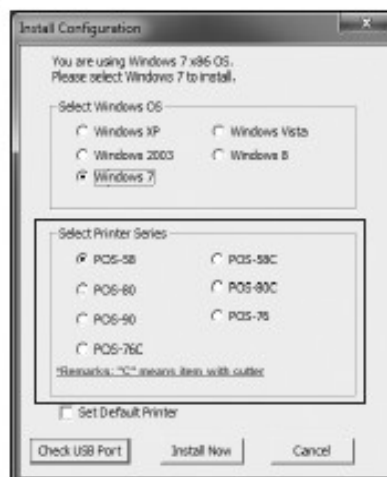 Install Configuration
You are using Windows 7 x86 OS.
Please select Windows 7 to install.
Select Windows OS
Windows XP
Windows Vista
Windows 2003
Windows 8
Windows 7
Select Printer Series
POS-58
POS-58C
POS-80
POS-80C
POS-90
POS-76
POS-76C
*Remarks: "C" means item with cutter
Set Default Printer
Check USB Port
Install Now
Cancel